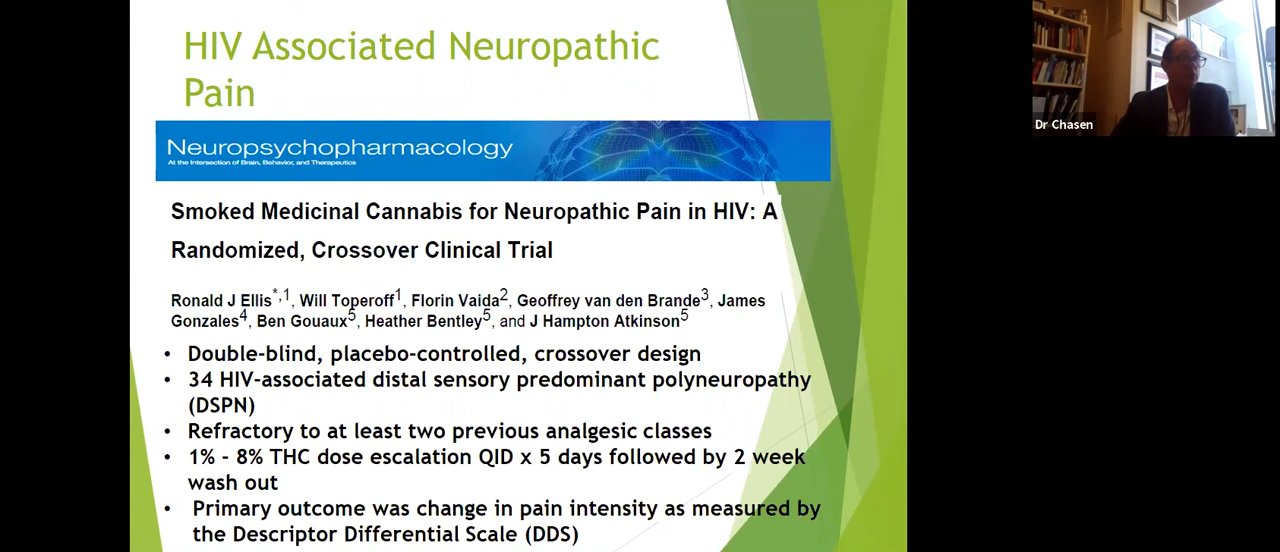 HIV Associated Neuropathic
Pain
Neuropsychopharmacology
At the Intersection of Brain, Behavior, and Therapeutics
Smoked Medicinal Cannabis for Neuropathic Pain in HIV: A
Randomized, Crossover Clinical Trial
Ronald J Ellis*,1, Will Toperoff1, Florin Vaida2, Geoffrey van den Brande3, James
Gonzales4, Ben Gouaux5, Heather Bentley5, and J Hampton Atkinson5
• Double-blind, placebo-controlled, crossover design
• 34 HIV-associated distal sensory predominant polyneuropathy
(DSPN)
• Refractory to at least two previous analgesic classes
• 1% - 8% THC dose escalation QID x 5 days followed by 2 week
wash out
• Primary outcome was change in pain intensity as measured by
the Descriptor Differential Scale (DDS)
Dr Chasen